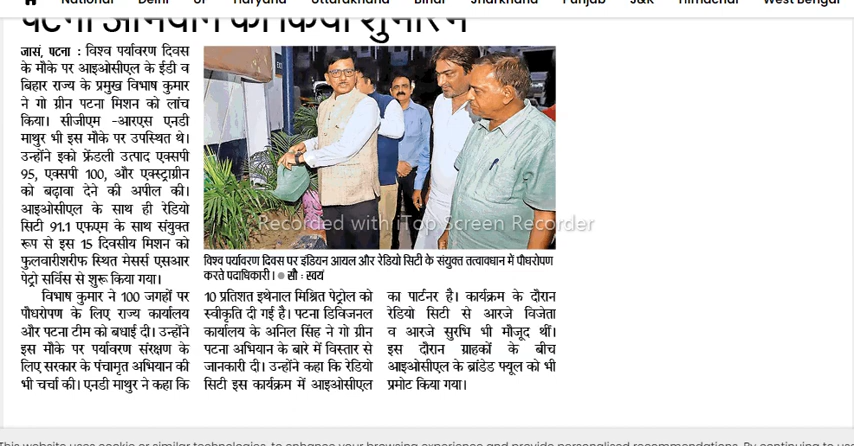 National Delhi UP Haryana Uttarakhand Bihar Jharkhand Punjab J&K Himachal West Bengal
पटना अभियान का किया शुभारंभ
जासं, पटना : विश्व पर्यावरण दिवस
के मौके पर आइओसीएल के ईडी व
बिहार राज्य के प्रमुख विभाष कुमार
ने गो ग्रीन पटना मिशन को लांच
किया। सीजीएम -आरएस एनडी
माथुर भी इस मौके पर उपस्थित थे।
उन्होंने इको फ्रेंडली उत्पाद एक्सपी
95, एक्सपी 100, और एक्स्ट्राग्रीन
को बढ़ावा देने की अपील की।
आइओसीएल के साथ ही रेडियो
सिटी 91.1 एफएम के साथ संयुक्त
रूप से इस 15 दिवसीय मिशन को
फुलवारीशरीफ स्थित मेसर्स एसआर
पेट्रो सर्विस से शुरू किया गया।
विभाष कुमार ने 100 जगहों पर
पौधरोपण के लिए राज्य कार्यालय
और पटना टीम को बधाई दी। उन्होंने
इस मौके पर पर्यावरण संरक्षण के
लिए सरकार के पंचामृत अभियान की
भी चर्चा की। एनडी माथुर ने कहा कि
Recorded with iTop Screen Recorder
विश्व पर्यावरण दिवस पर इंडियन आयल और रेडियो सिटी के संयुक्त तत्वावधान में पौधरोपण
करते पदाधिकारी। ● सौ : स्वयं
10 प्रतिशत इथेनाल मिश्रित पेट्रोल को
स्वीकृति दी गई है। पटना डिविजनल
कार्यालय के अनिल सिंह ने गो ग्रीन
पटना अभियान के बारे में विस्तार से
जानकारी दी। उन्होंने कहा कि रेडियो
सिटी इस कार्यक्रम में आइओसीएल
का पार्टनर है। कार्यक्रम के दौरान
रेडियो सिटी से आरजे विजेता
व आरजे सुरभि भी मौजूद थीं।
इस दौरान ग्राहकों के बीच
आइओसीएल के ब्रांडेड फ्यूल को भी
प्रमोट किया गया।
This website uses cookie or similar technologies, to enhance your browsing experience and provide personalised recommendations. By continuing to use